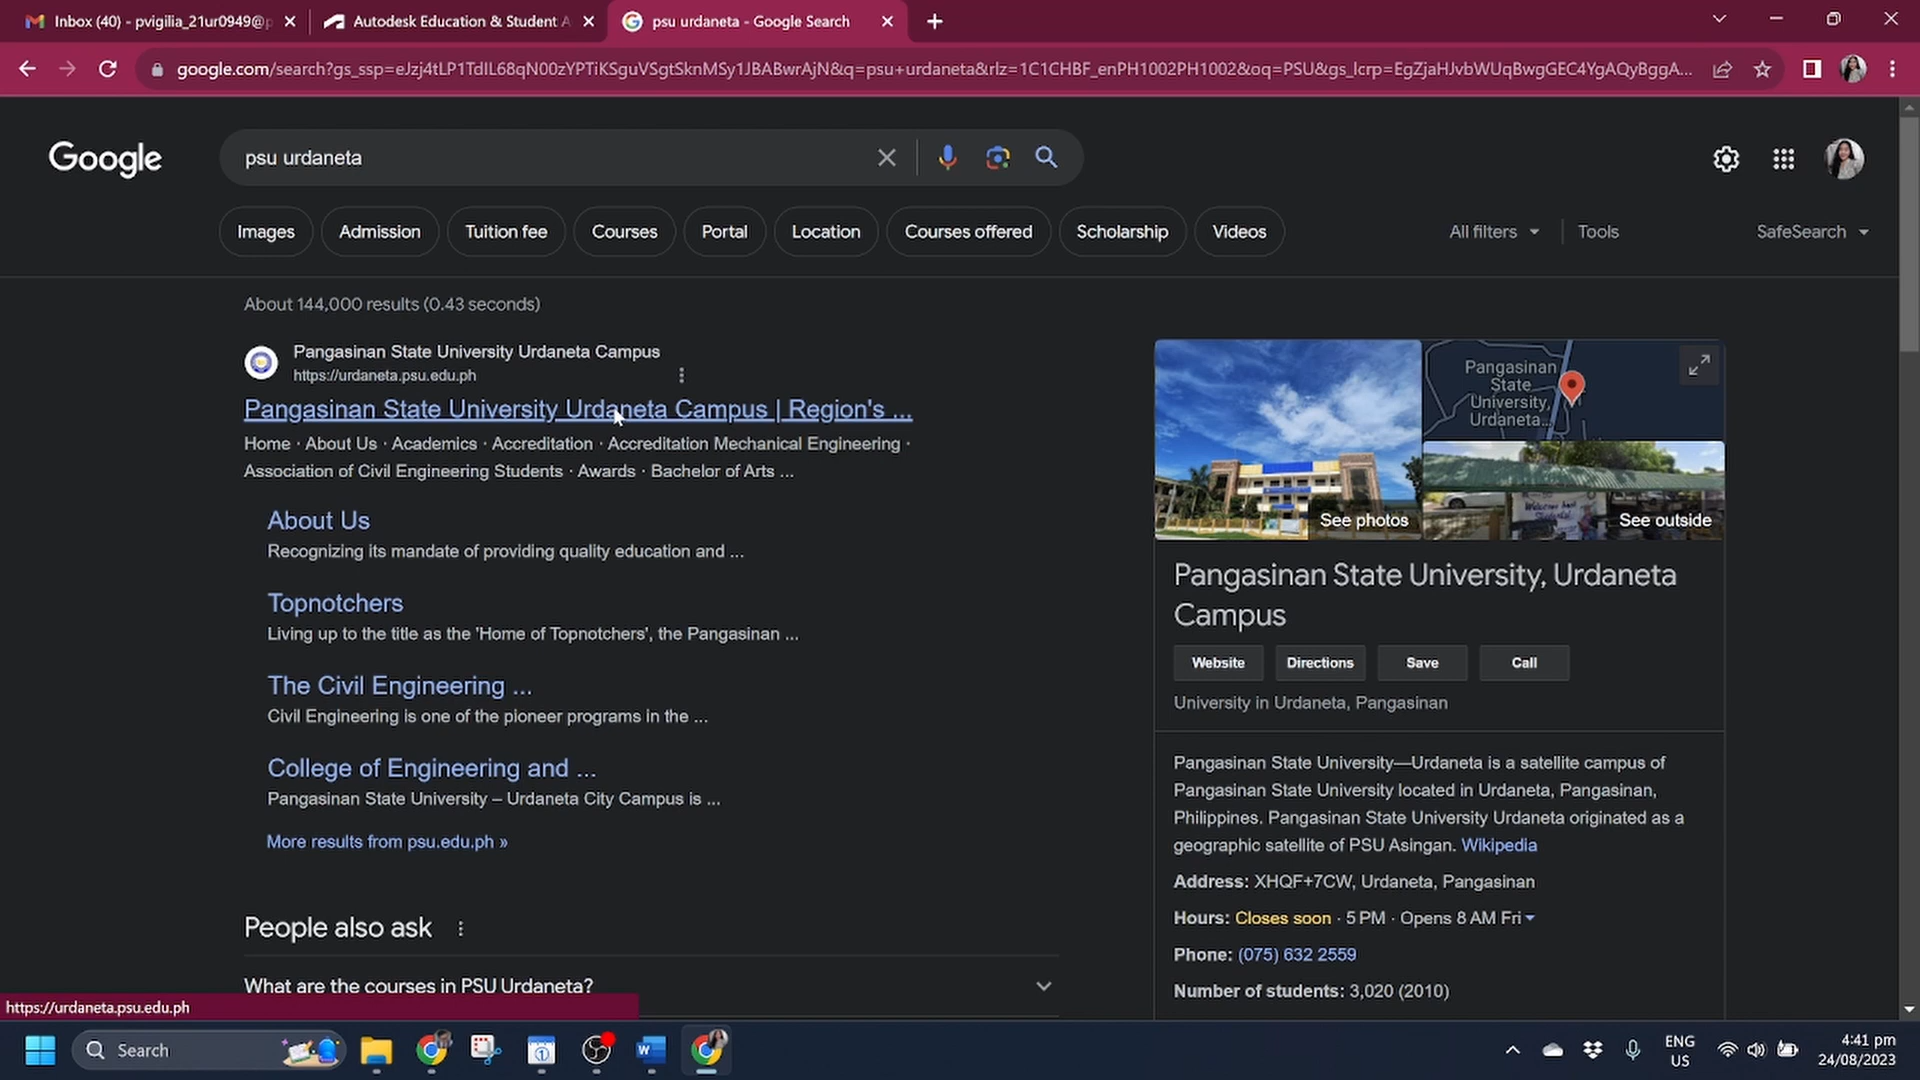 Inbox (40) - pvigilia_21ur0949@p
Autodesk Education & Student A
psu urdaneta - Google Search
google.com/search?gs_ssp=eJzj4tLP1TdIL68qN00zYPTiKSguVSgtSknMSy1JBABwrAjN&q=psu+urdaneta&rlz=1C1CHBF_enPH1002PH1002&oq=PSU&gs_lcrp=EgZjaHJvbWUqBwgGEC4YgAQyBggA...
Google
psu urdaneta
Images
Admission
Tuition fee
Courses
Portal
Location
Courses offered
Scholarship
Videos
All filters
Tools
SafeSearch
About 144,000 results (0.43 seconds)
Pangasinan State University Urdaneta Campus
https://urdaneta.psu.edu.ph
Pangasinan State University Urdaneta Campus | Region's ...
Home · About Us · Academics · Accreditation · Accreditation Mechanical Engineering ·
Association of Civil Engineering Students · Awards · Bachelor of Arts ...
About Us
Recognizing its mandate of providing quality education and ...
Topnotchers
Living up to the title as the 'Home of Topnotchers', the Pangasinan ...
The Civil Engineering ...
Civil Engineering is one of the pioneer programs in the ...
College of Engineering and ...
Pangasinan State University – Urdaneta City Campus is ...
More results from psu.edu.ph »
People also ask
What are the courses in PSU Urdaneta?
Pangasinan
State
University,
Urdaneta...
See photos
See outside
Pangasinan State University, Urdaneta
Campus
Website
Directions
Save
Call
University in Urdaneta, Pangasinan
Pangasinan State University—Urdaneta is a satellite campus of
Pangasinan State University located in Urdaneta, Pangasinan,
Philippines. Pangasinan State University Urdaneta originated as a
geographic satellite of PSU Asingan. Wikipedia
Address: XHQF+7CW, Urdaneta, Pangasinan
Hours: Closes soon · 5 PM · Opens 8 AM Fri
Phone: (075) 632 2559
Number of students: 3,020 (2010)
https://urdaneta.psu.edu.ph
Search
ENG
US
4:41 pm
24/08/2023